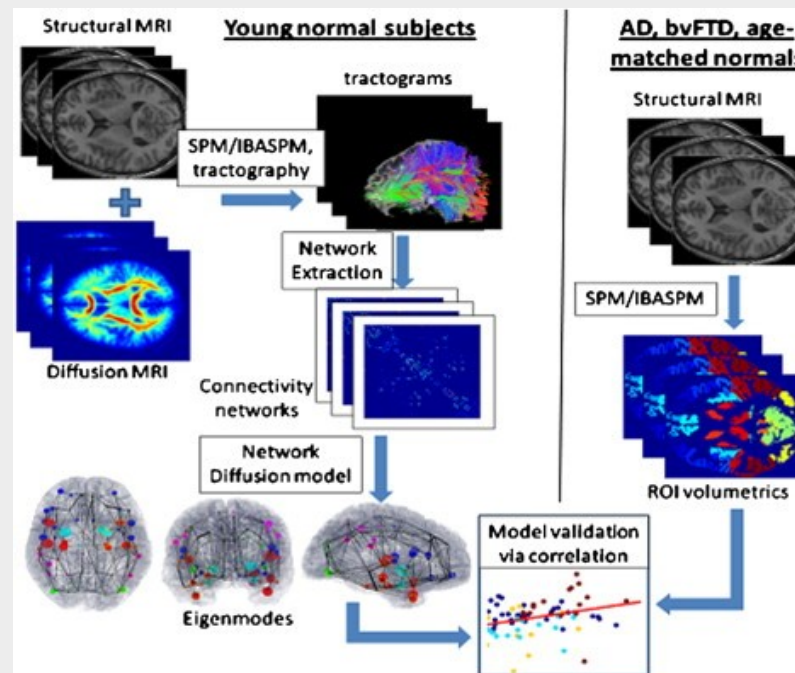 Structural MRI
Young normal subjects
AD, bvFTD, age-
matched normals
tractograms
Structural MRI
SPM/IBASPM,
tractography
Network
Extraction
SPM/IBASPM
Diffusion MRI
Connectivity
networks
Network
Diffusion model
ROI volumetrics
Model validation
via correlation
Eigenmodes